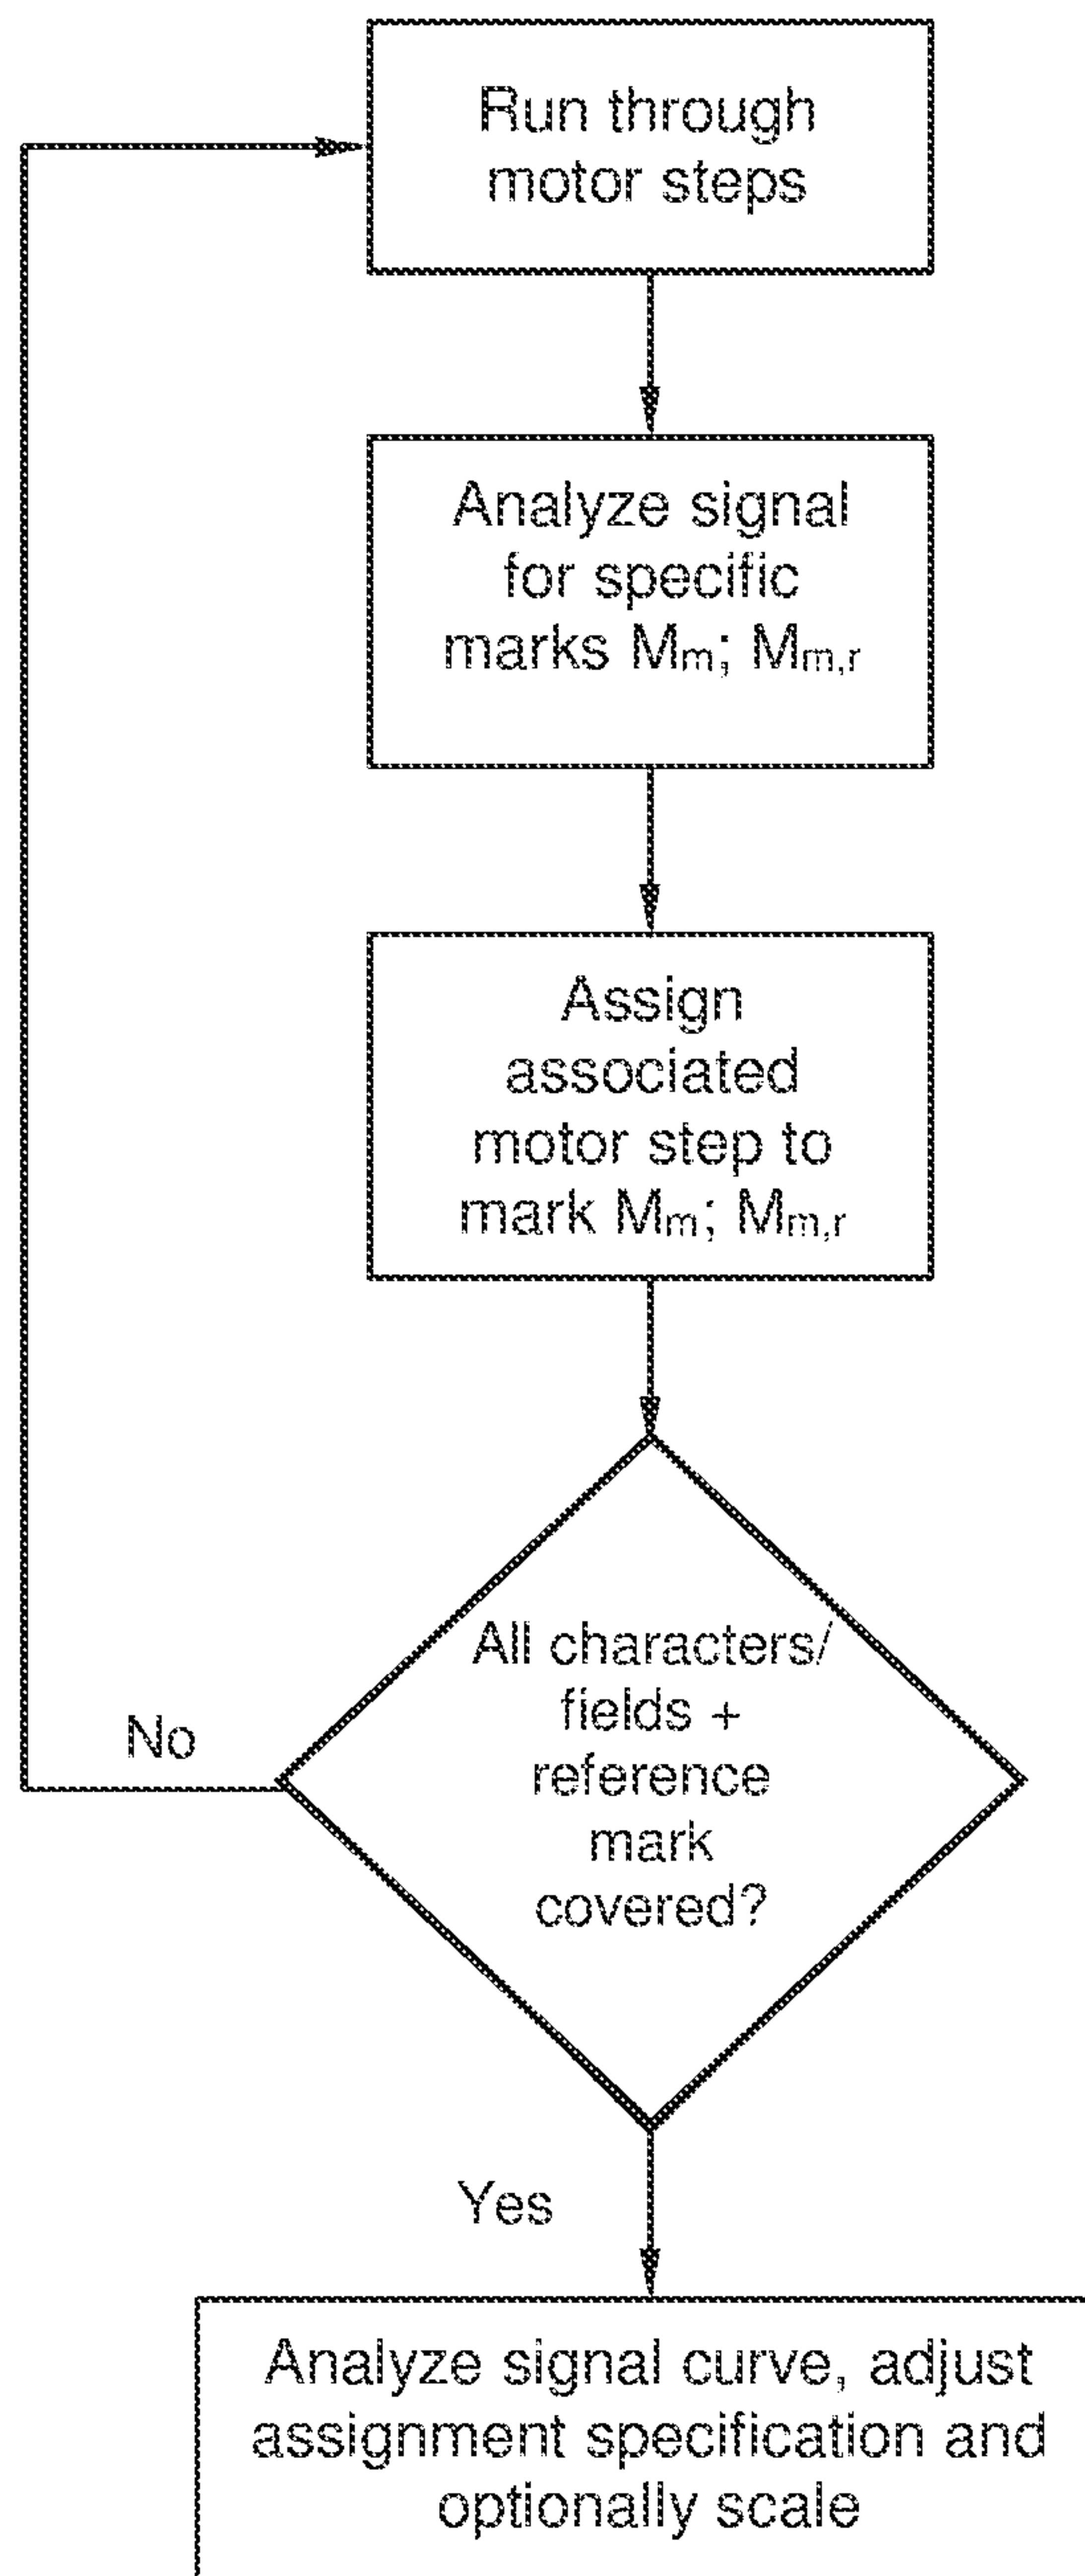 Run through
motor steps
Analyze signal
for specific
marks Mm; Mm,r
Assign
associated
motor step to
mark Mm; Mm,r
All characters/
fields +
reference
mark
covered?
No
Yes
Analyze signal curve, adjust
assignment specification and
optionally scale